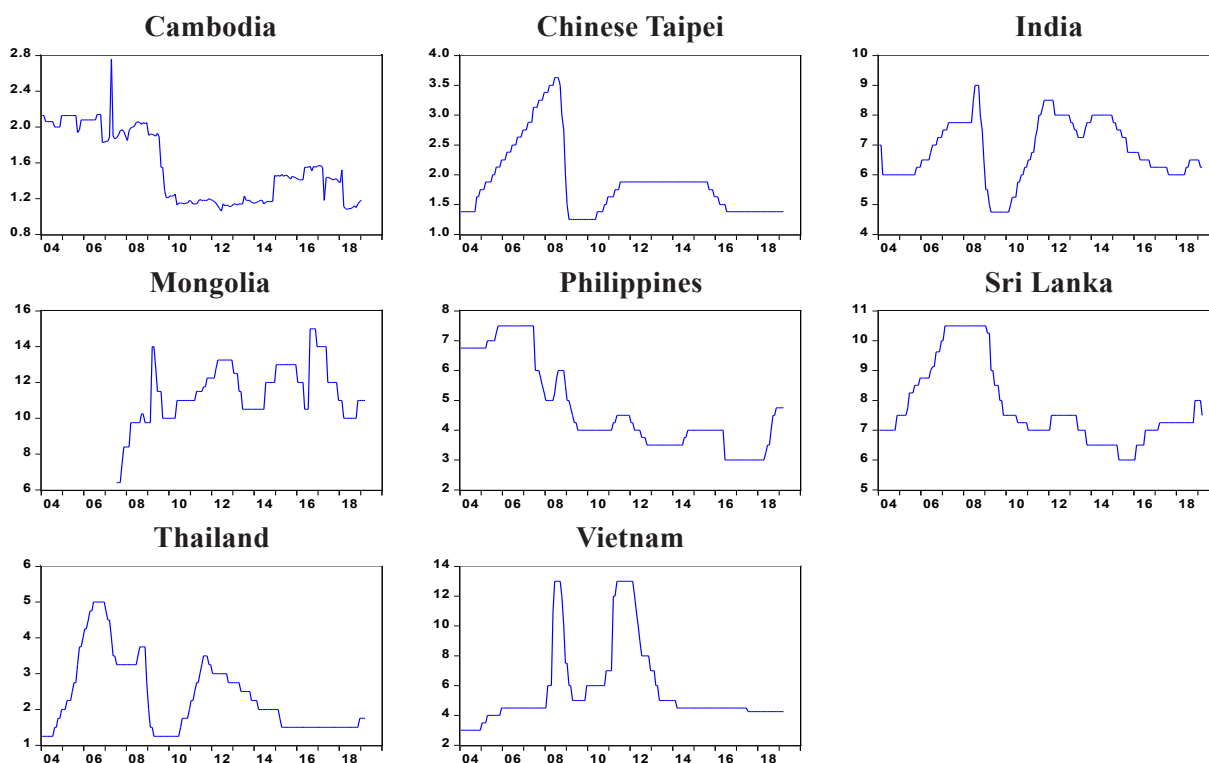 Cambodia Chinese Taipei India
2.8 4.0 10
2.4 3.5 9
2.0 3.0 8
1.6 2.5 7
1.2 2.0 6
0.8 1.5 5
1.0 4
04 06 08 10 12 14 16 18 04 06 08 10 12 14 16 18 04 06 08 10 12 14 16 18
Mongolia Philippines Sri Lanka
16 8 11
14 7 10
12 6 9
10 5 8
8 4 7
6 3 6
2 5
04 06 08 10 12 14 16 18 04 06 08 10 12 14 16 18 04 06 08 10 12 14 16 18
Thailand Vietnam
6 14
5 12
4 10
3 8
2 6
1 4
2
04 06 08 10 12 14 16 18 04 06 08 10 12 14 16 18